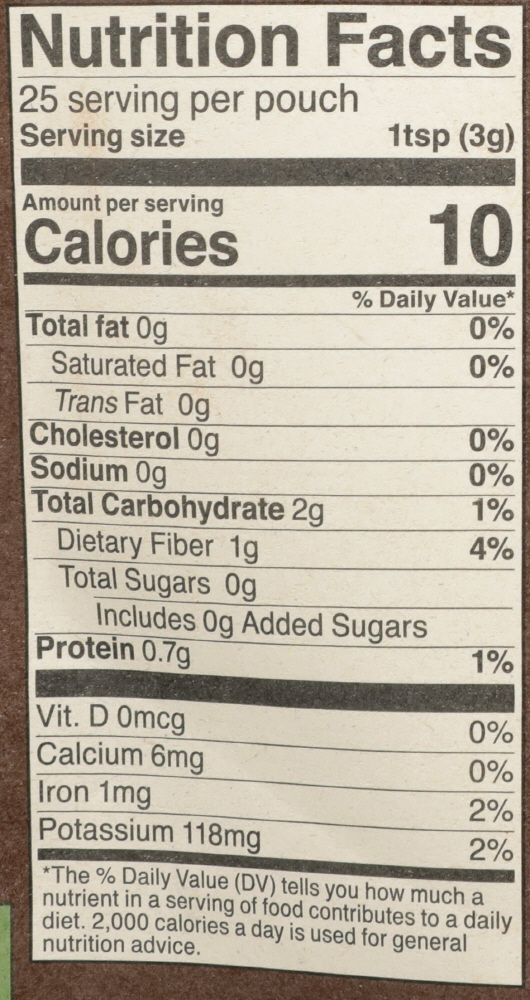 Nutrition Facts
25 serving per pouch
Serving size 1tsp (3g)
Amount per serving
Calories 10
% Daily Value*
Total fat 0g 0%
Saturated Fat 0g 0%
Trans Fat 0g
Cholesterol 0g 0%
Sodium 0g 0%
Total Carbohydrate 2g 1%
Dietary Fiber 1g 4%
Total Sugars 0g
Includes 0g Added Sugars
Protein 0.7g 1%
Vit. D 0mcg 0%
Calcium 6mg 0%
Iron 1mg 2%
Potassium 118mg 2%
*The % Daily Value (DV) tells you how much a
nutrient in a serving of food contributes to a daily
diet. 2,000 calories a day is used for general
nutrition advice.